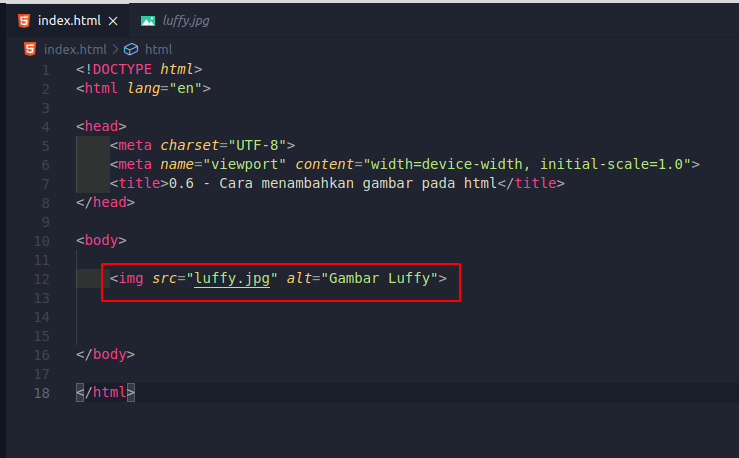 index.html × luffy.jpg
index.html > html
1 <!DOCTYPE html>
2 <html lang="en">
3
4 <head>
5 <meta charset="UTF-8">
6 <meta name="viewport" content="width=device-width, initial-scale=1.0">
7 <title>0.6 - Cara menambahkan gambar pada html</title>
8 </head>
9
10 <body>
11
12 <img src="luffy.jpg" alt="Gambar Luffy">
13
14
15
16 </body>
17
18 </html>